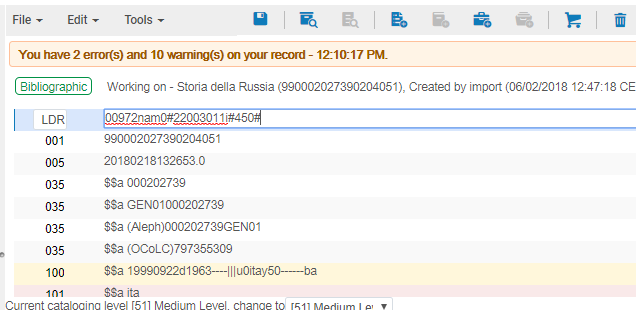 File Edit Tools
You have 2 error(s) and 10 warning(s) on your record - 12:10:17 PM.
Bibliographic Working on - Storia della Russia (990002027390204051), Created by import (06/02/2018 12:47:18 CE
LDR 00972nam0#22003011i#450#
001 990002027390204051
005 20180218132653.0
035 $$a 000202739
035 $$a GEN01000202739
035 $$a (Aleph)000202739GEN01
035 $$a (OCoLC)797355309
100 $$a 19990922d1963----|||u0itay50------ba
101 $$a ita
Current cataloging level [51] Medium Level, change to [51] Medium Le